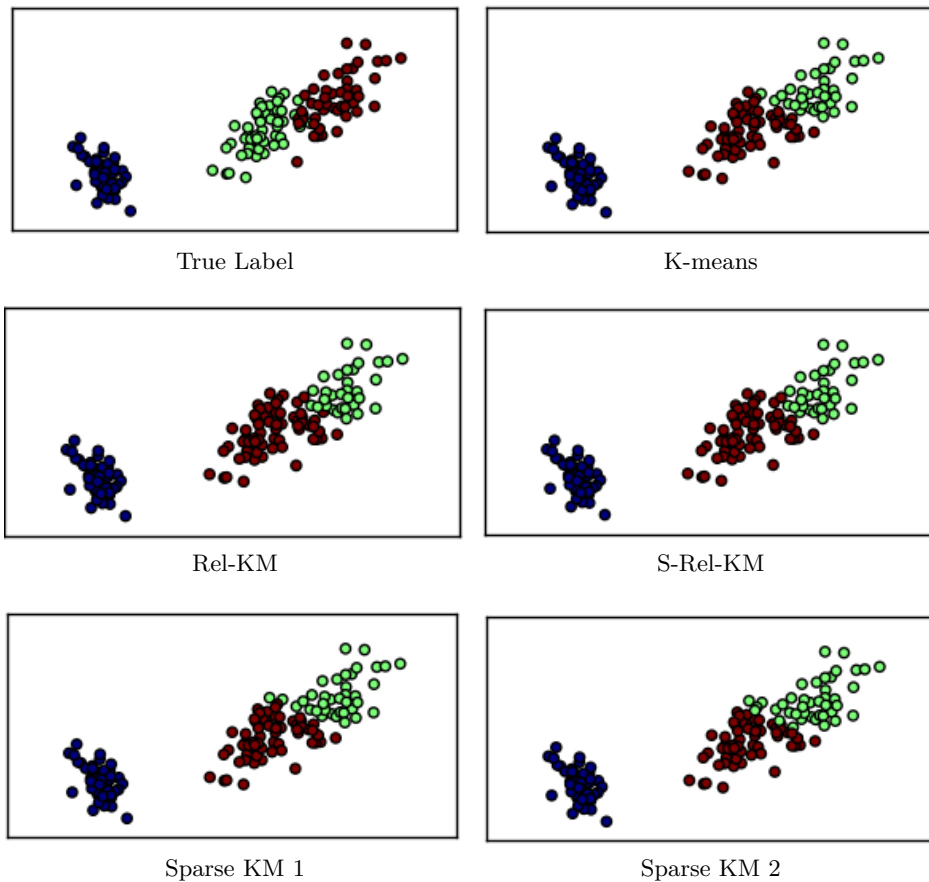 True Label
K-means
Rel-KM
S-Rel-KM
Sparse KM 1
Sparse KM 2